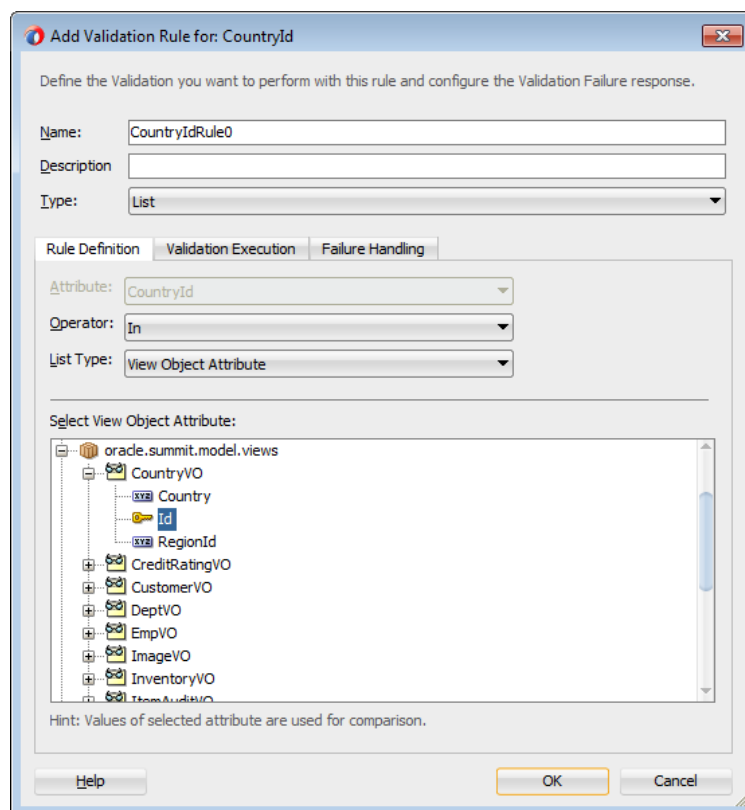 Add Validation Rule for: CountryId
Define the Validation you want to perform with this rule and configure the Validation Failure response.
Name: CountryIdRule0
Description
Type: List
Rule Definition Validation Execution Failure Handling
Attribute: CountryId
Operator: In
List Type: View Object Attribute
Select View Object Attribute:
oracle.summit.model.views
CountryVO
XYZ Country
Id
XYZ RegionId
CreditRatingVO
CustomerVO
DeptVO
EmpVO
ImageVO
InventoryVO
ItemAuditVO
Hint: Values of selected attribute are used for comparison.
Help OK Cancel